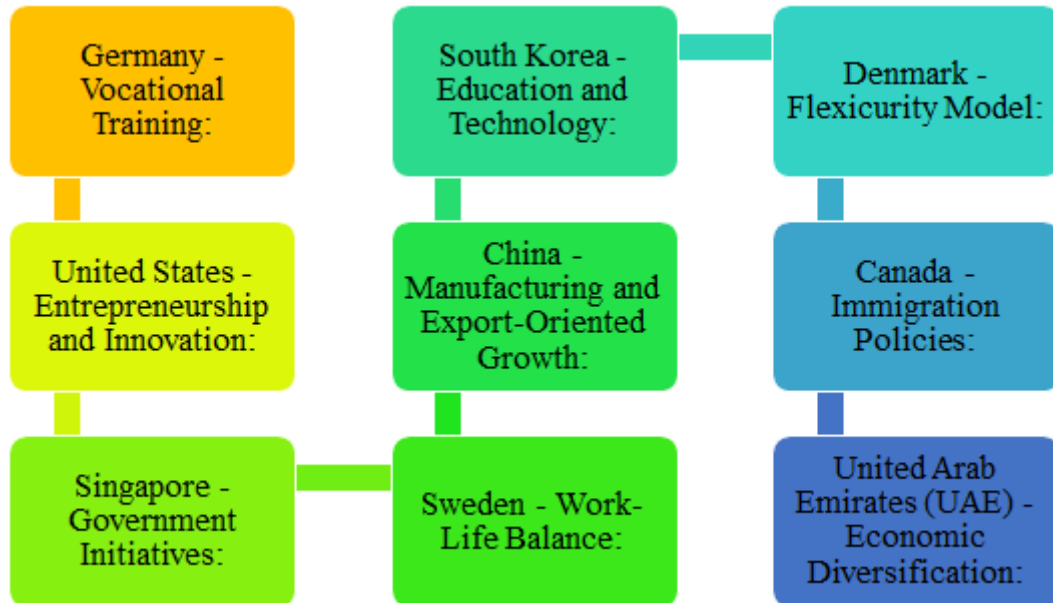 Germany -
Vocational
Training:
United States -
Entrepreneurship
and Innovation:
Singapore -
Government
Initiatives:
Sweden - Work-
Life Balance:
China -
Manufacturing and
Export-Oriented
Growth:
South Korea -
Education and
Technology:
Denmark -
Flexicurity Model:
Canada -
Immigration
Policies:
United Arab
Emirates (UAE) -
Economic
Diversification: